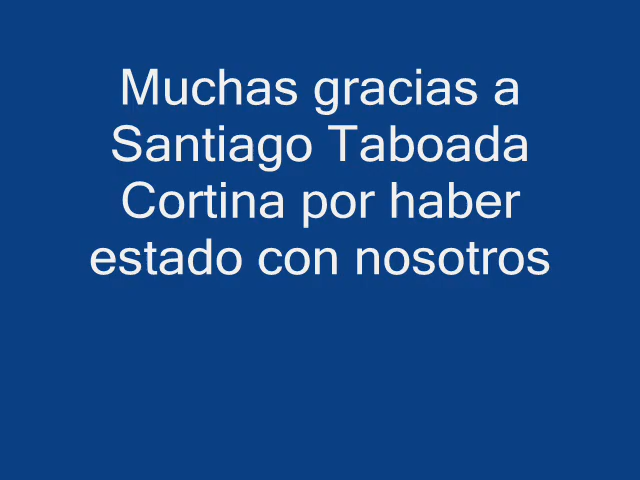 Muchas gracias a
Santiago Taboada
Cortina por haber
estado con nosotros